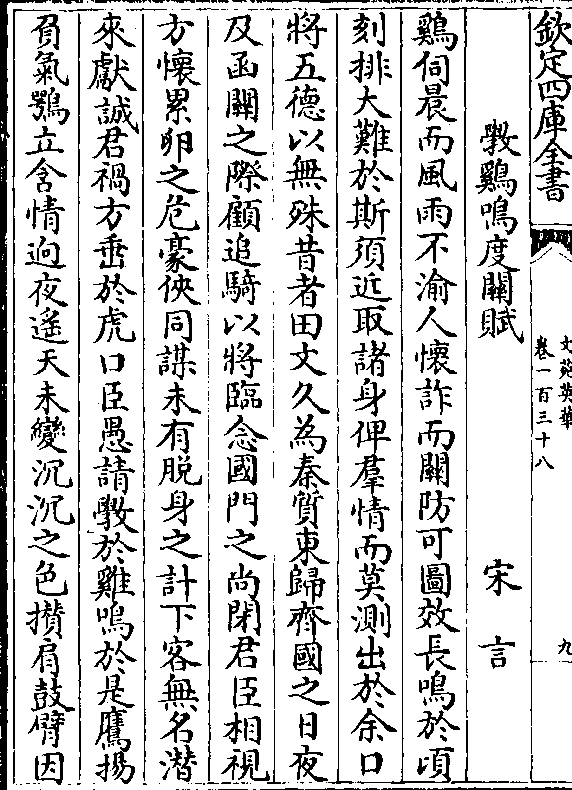 欽定四庫全書
文苑英華
卷一百三十八
九
斆鷄鳴度關賦
宋言
鷄伺晨而風雨不渝人懷詐而關防可圖效長鳴於頃
刻排大難於斯須近取諸身俾羣情而莫測出於余口
將五德以無殊昔者田文久為秦質東歸齊國之日夜
及函關之際顧追騎以將臨念國門之尚閉君臣相視
方懷累卵之危豪俠同謀未有脫身之計下客無名潛
來獻誠君禍方垂於虎口臣愚請斆於雞鳴於是鷹揚
負氣鶚立含情逈夜遙天未變沉沉之色攢肩鼓臂因